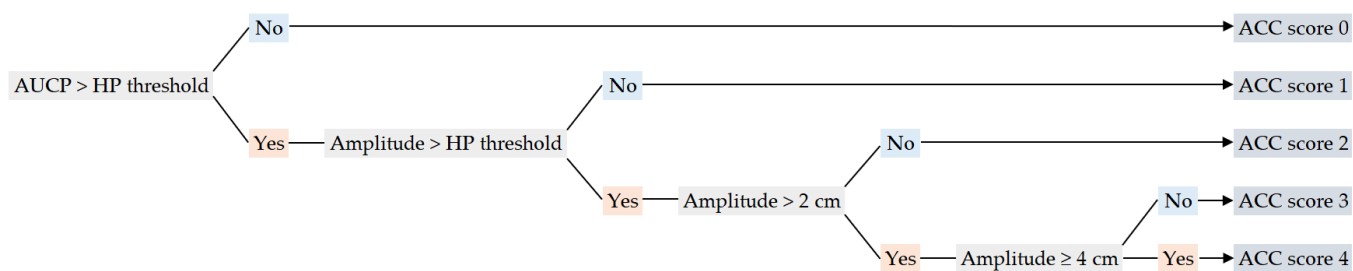 No
ACC score 0
AUCP > HP threshold
No
ACC score 1
Yes
Amplitude > HP threshold
No
ACC score 2
Yes
Amplitude > 2 cm
No
ACC score 3
Yes
Amplitude ≥ 4 cm
Yes
ACC score 4